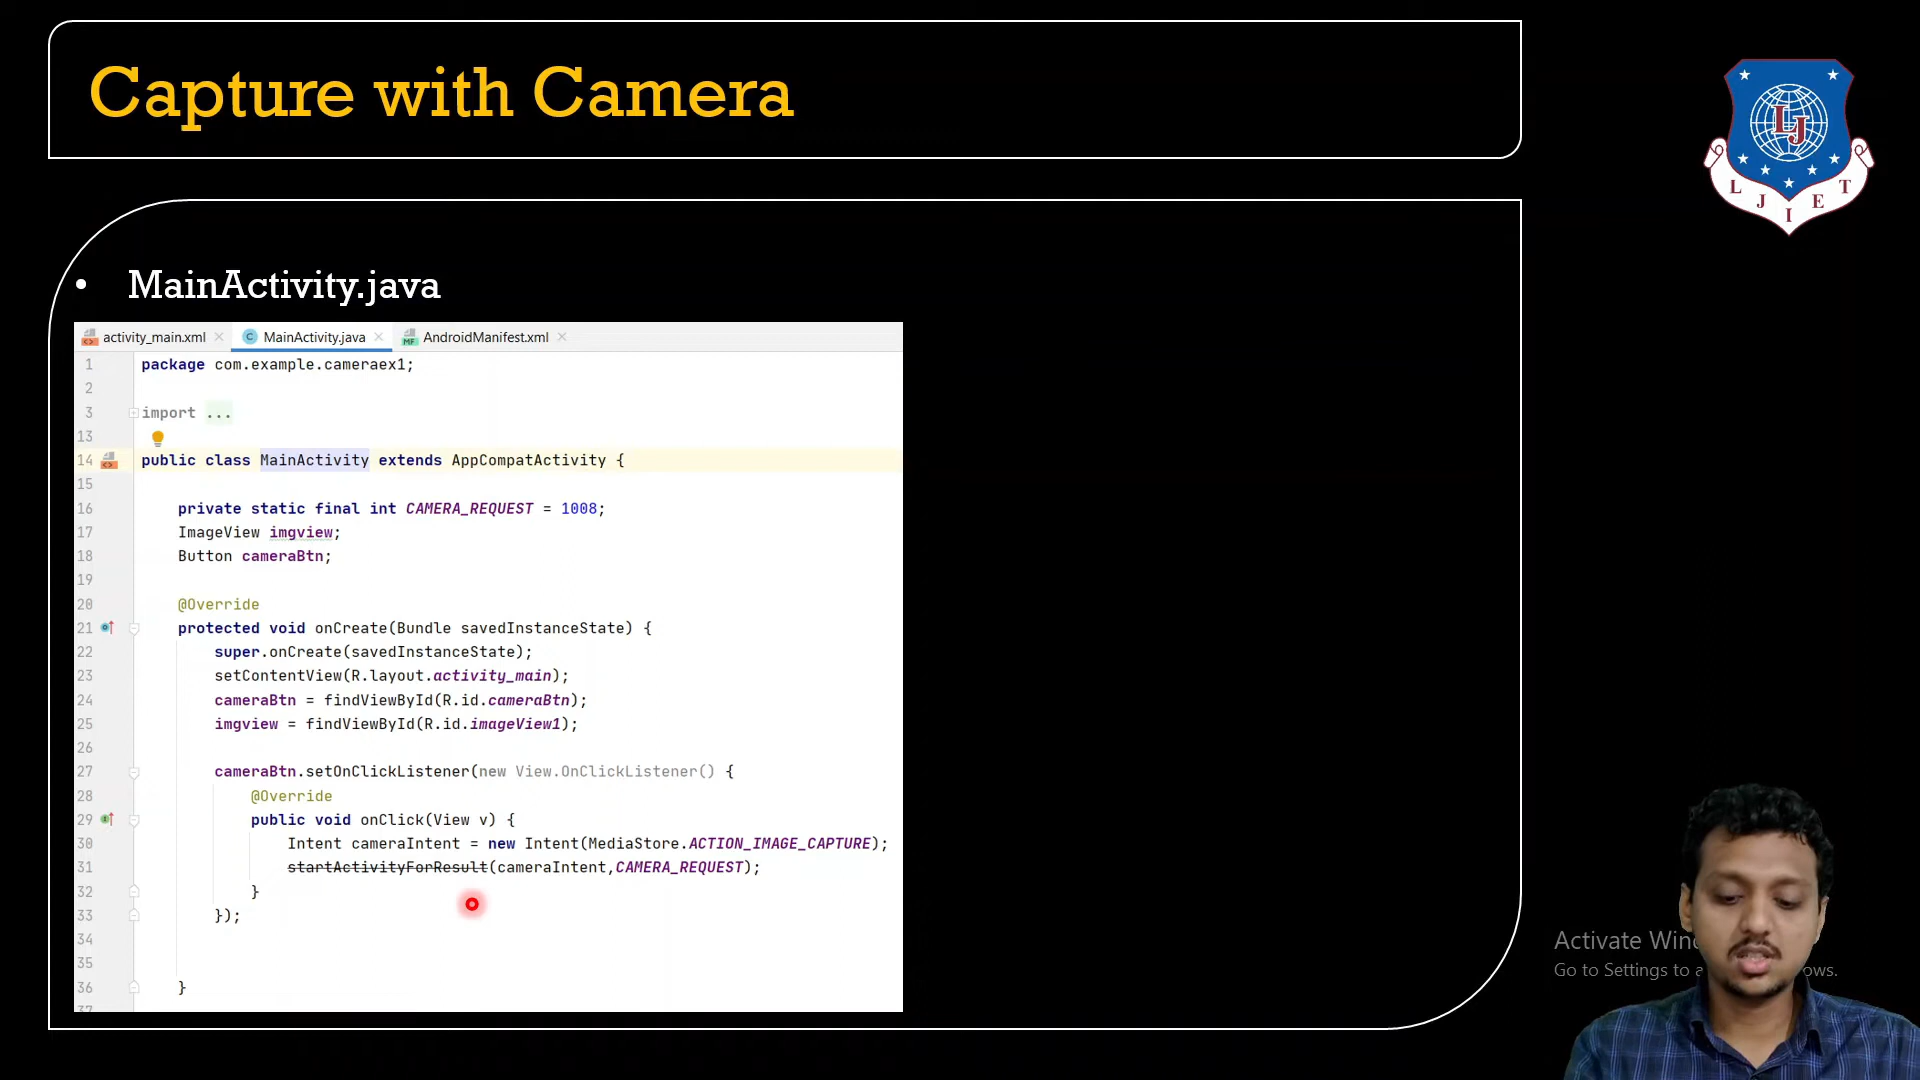 Capture with Camera
L J I E T
LJ
• MainActivity.java
activity_main.xml MainActivity.java AndroidManifest.xml
1 package com.example.cameraex1;
2
3 import ...
13
14 public class MainActivity extends AppCompatActivity {
15
16 private static final int CAMERA_REQUEST = 1008;
17 ImageView imgview;
18 Button cameraBtn;
19
20 @Override
21 protected void onCreate(Bundle savedInstanceState) {
22 super.onCreate(savedInstanceState);
23 setContentView(R.layout.activity_main);
24 cameraBtn = findViewById(R.id.cameraBtn);
25 imgview = findViewById(R.id.imageView1);
26
27 cameraBtn.setOnClickListener(new View.OnClickListener() {
28 @Override
29 public void onClick(View v) {
30 Intent cameraIntent = new Intent(MediaStore.ACTION_IMAGE_CAPTURE);
31 startActivityForResult(cameraIntent,CAMERA_REQUEST);
32 }
33 });
34
35
36 }
37
Activate Win
Go to Settings to a ows.